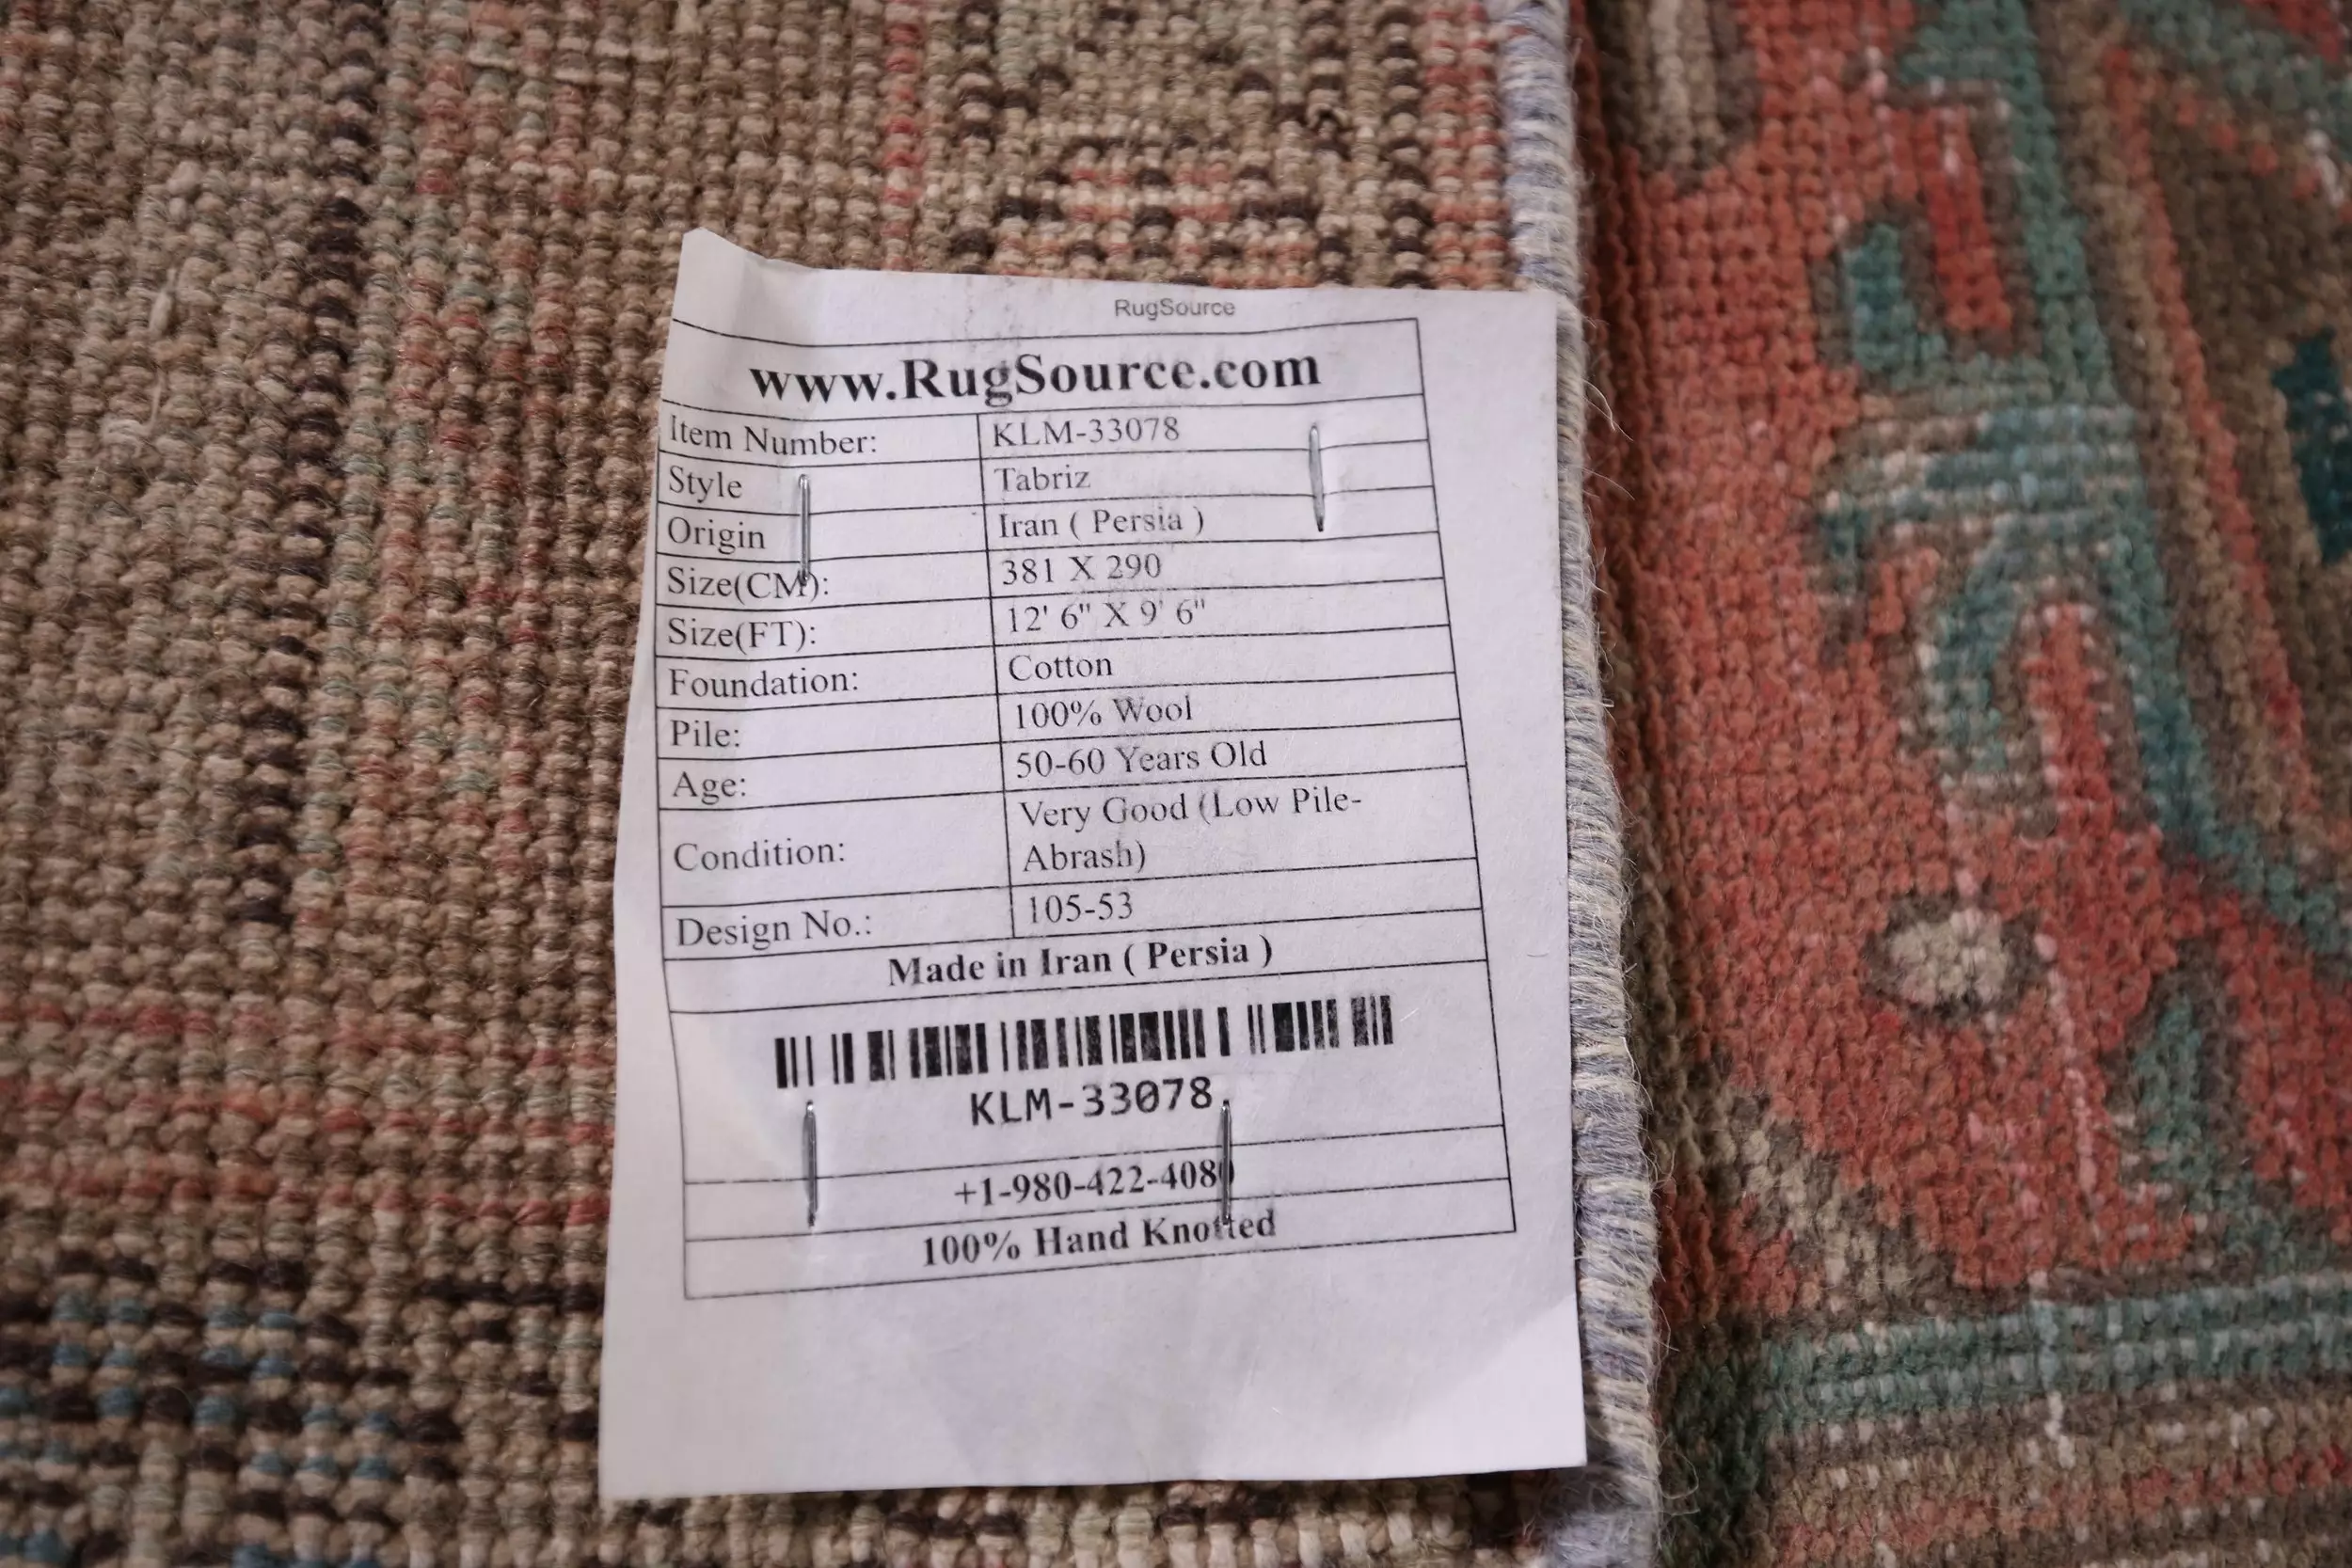 RugSource
www.RugSource.com
Item Number: KLM-33078
Style Tabriz
Origin Iran ( Persia )
Size(CM): 381 X 290
Size(FT): 12' 6" X 9' 6"
Foundation: Cotton
Pile: 100% Wool
Age: 50-60 Years Old
Condition: Very Good (Low Pile-
Abrash)
Design No.: 105-53
Made in Iran ( Persia )
KLM-33078
+1-980-422-4080
100% Hand Knotted